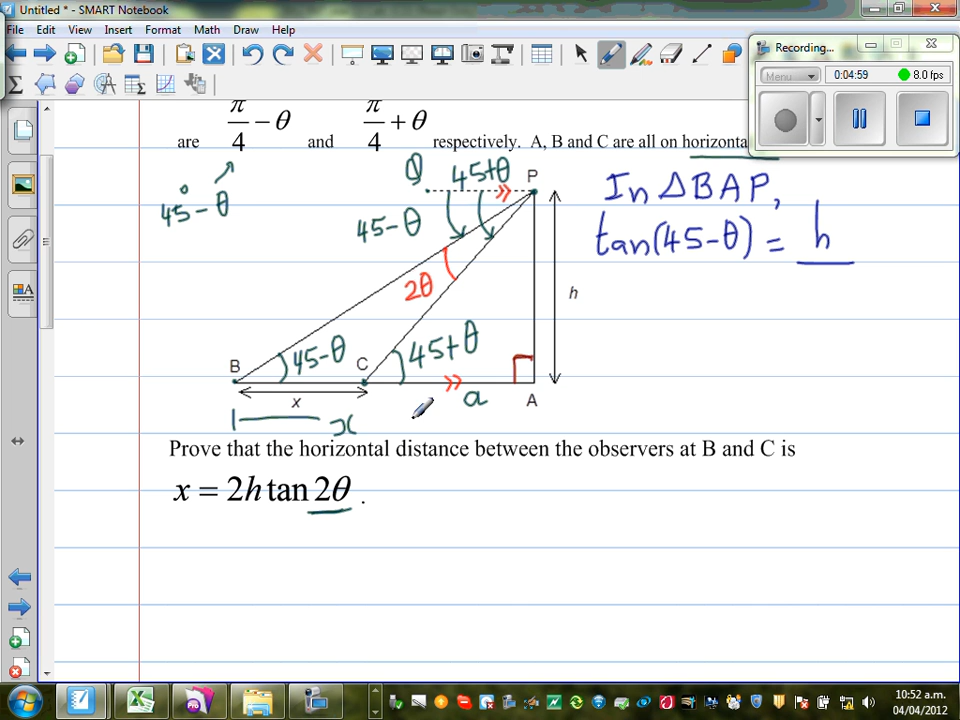 Untitled * - SMART Notebook
File Edit View Insert Format Math Draw Help
Recording...
Menu
0:04:59
8.0 fps
are π/4 − θ and π/4 + θ respectively. A, B and C are all on horizonta
45° − θ
Q
45+θ
P
45−θ
2θ
h
B
45−θ
C
45+θ
x
a
A
x
In △BAP,
tan(45−θ) = h
Prove that the horizontal distance between the observers at B and C is
x = 2h tan 2θ .
10:52 a.m.
04/04/2012